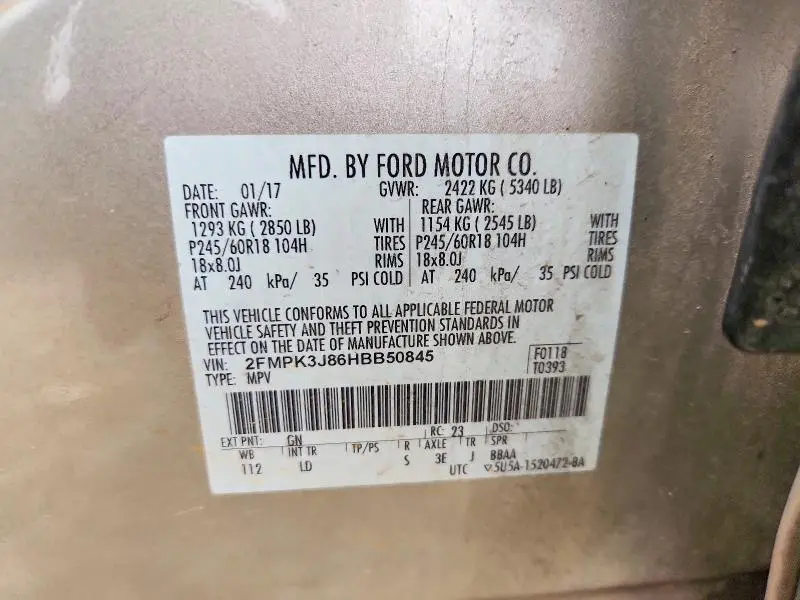 MFD. BY FORD MOTOR CO.
DATE: 01/17 GVWR: 2422 KG ( 5340 LB)
FRONT GAWR: REAR GAWR:
1293 KG ( 2850 LB) WITH 1154 KG ( 2545 LB) WITH
P245/60R18 104H TIRES P245/60R18 104H TIRES
18x8.0J RIMS 18x8.0J RIMS
AT 240 kPa/ 35 PSI COLD AT 240 kPa/ 35 PSI COLD
THIS VEHICLE CONFORMS TO ALL APPLICABLE FEDERAL MOTOR
VEHICLE SAFETY AND THEFT PREVENTION STANDARDS IN
EFFECT ON THE DATE OF MANUFACTURE SHOWN ABOVE.
VIN: 2FMPK3J86HBB50845 F0118
TYPE: MPV T0393
EXT PNT: GN RC: 23 DSO:
WB INT TR TP/PS R AXLE TR SPR
112 LD S 3E J BBAA
UTC ▽5U5A-1520472-BA